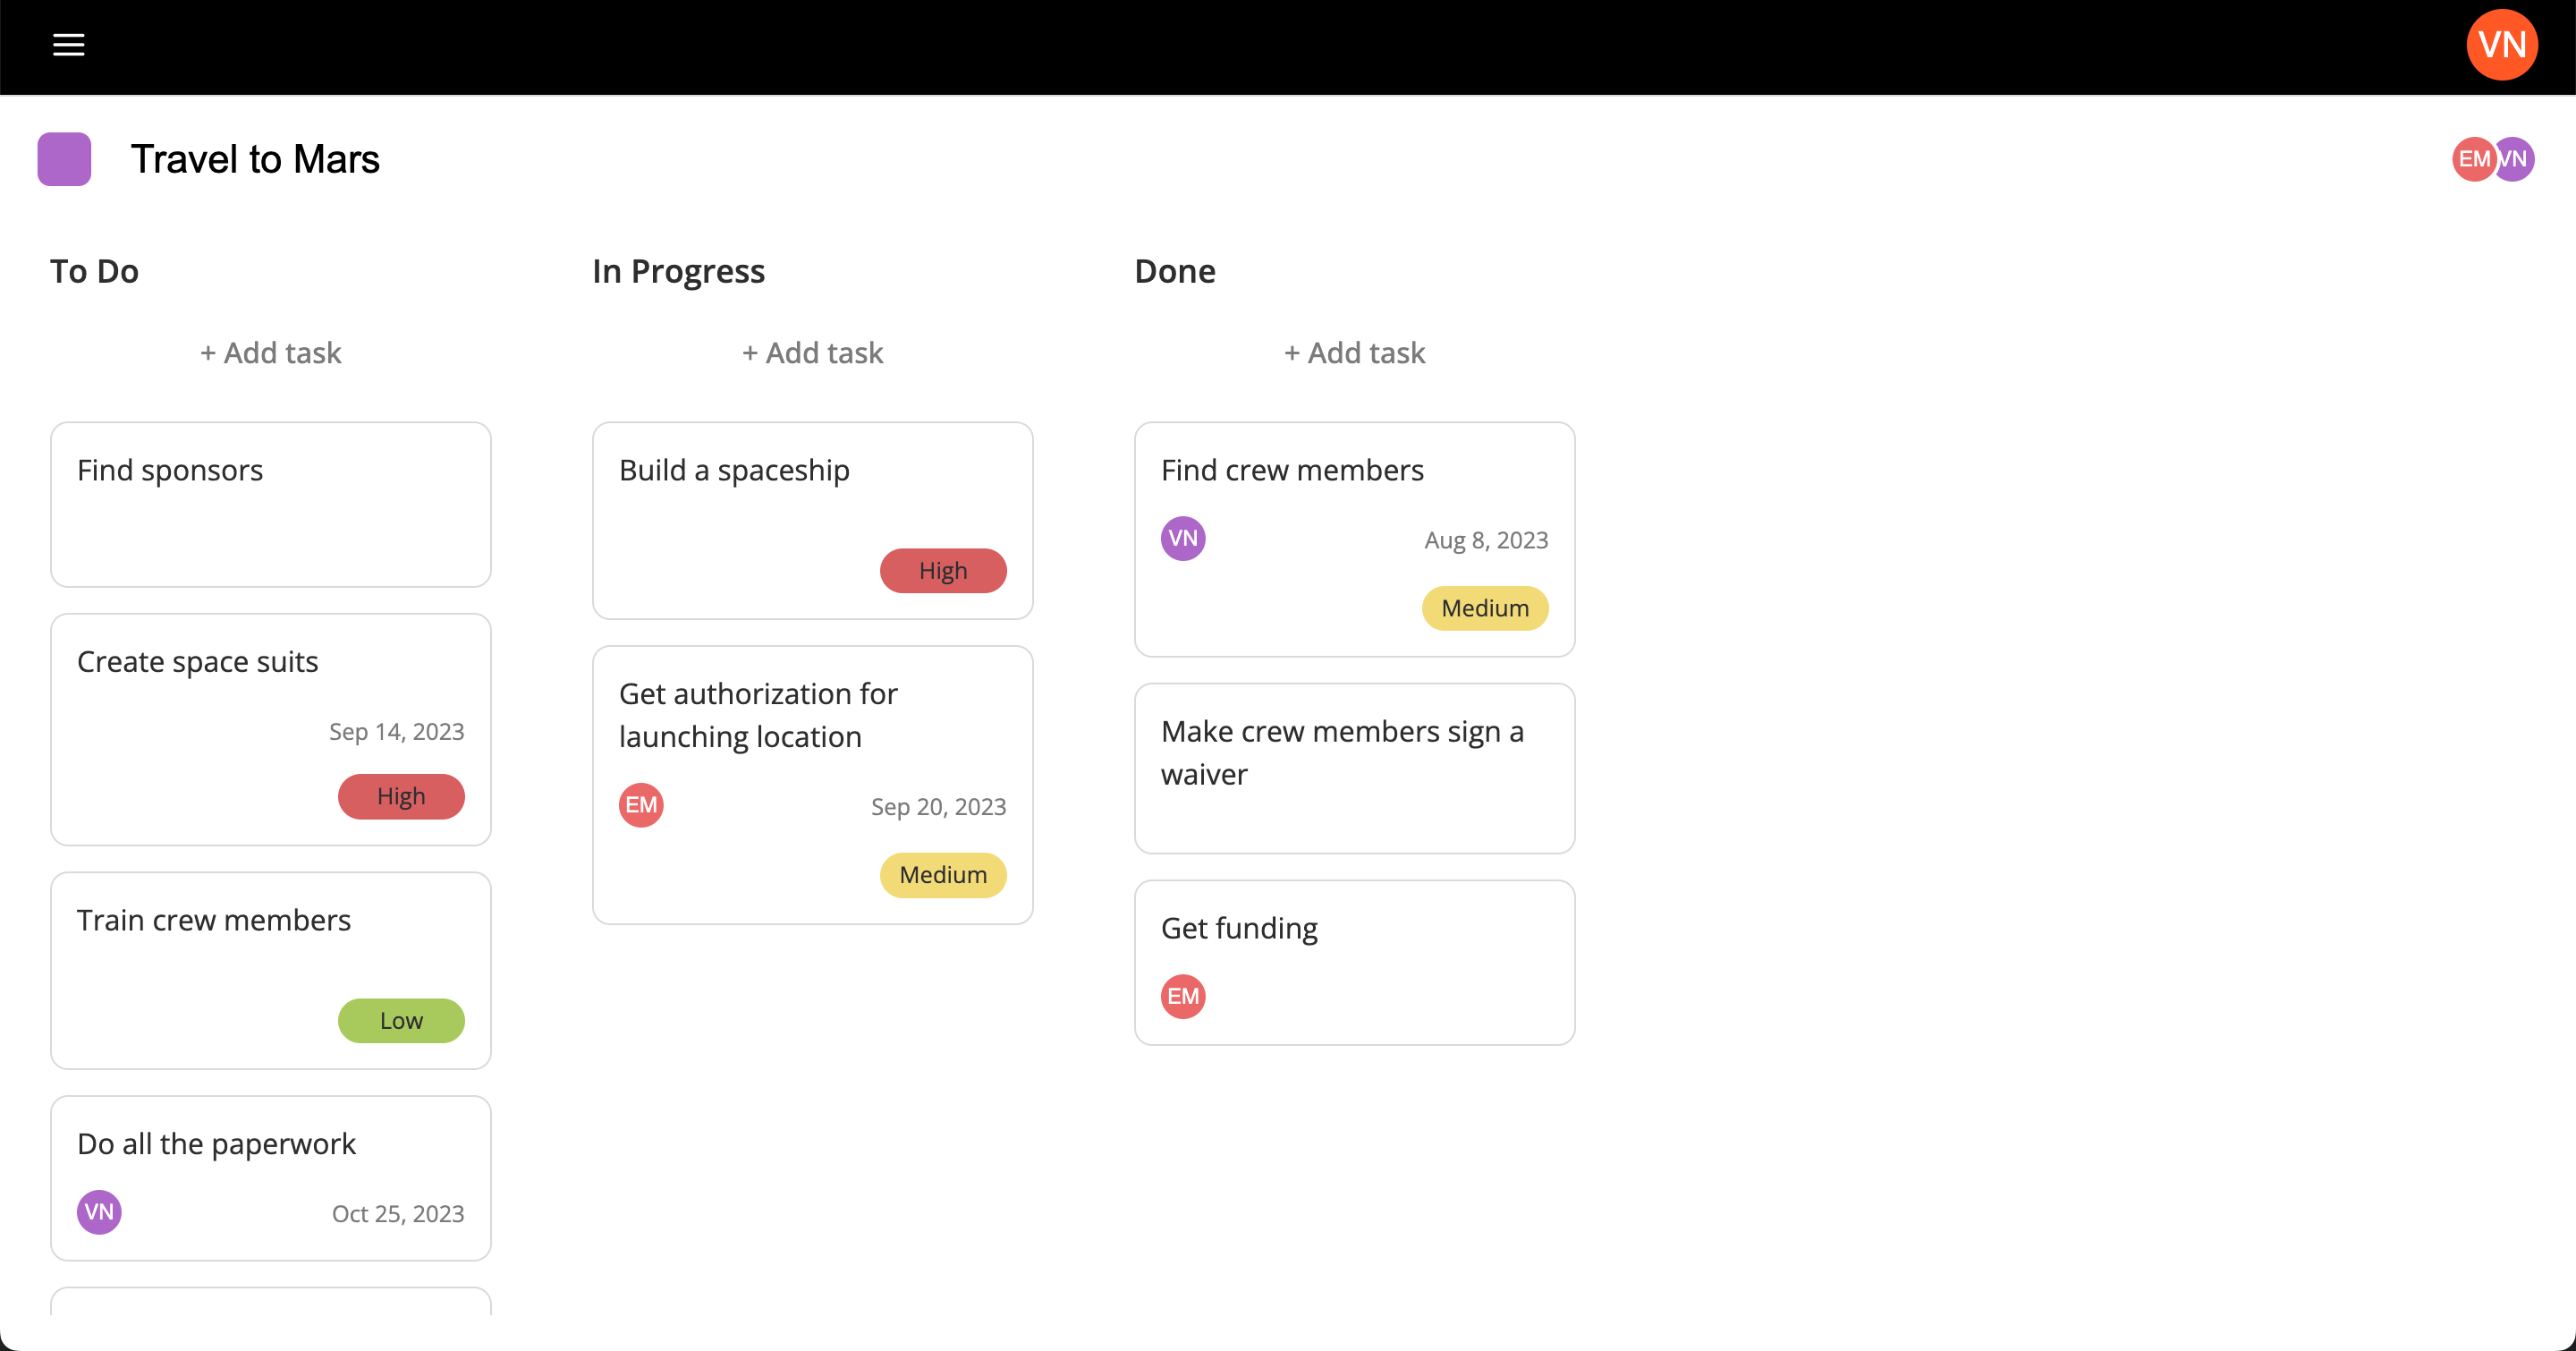 VN
Travel to Mars
EM VN
To Do
+ Add task
Find sponsors
Create space suits
Sep 14, 2023
High
Train crew members
Low
Do all the paperwork
VN Oct 25, 2023
In Progress
+ Add task
Build a spaceship
High
Get authorization for
launching location
EM Sep 20, 2023
Medium
Done
+ Add task
Find crew members
VN Aug 8, 2023
Medium
Make crew members sign a
waiver
Get funding
EM